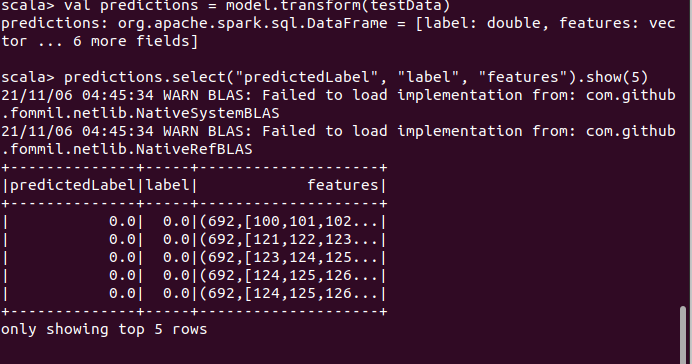 scala> val predictions = model.transform(testData)
predictions: org.apache.spark.sql.DataFrame = [label: double, features: vec
tor ... 6 more fields]
scala> predictions.select("predictedLabel", "label", "features").show(5)
21/11/06 04:45:34 WARN BLAS: Failed to load implementation from: com.github
.fommil.netlib.NativeSystemBLAS
21/11/06 04:45:34 WARN BLAS: Failed to load implementation from: com.github
.fommil.netlib.NativeRefBLAS
+--------------+-----+--------------------+
|predictedLabel|label|            features|
+--------------+-----+--------------------+
|           0.0|  0.0|(692,[100,101,102...|
|           0.0|  0.0|(692,[121,122,123...|
|           0.0|  0.0|(692,[123,124,125...|
|           0.0|  0.0|(692,[124,125,126...|
|           0.0|  0.0|(692,[124,125,126...|
+--------------+-----+--------------------+
only showing top 5 rows